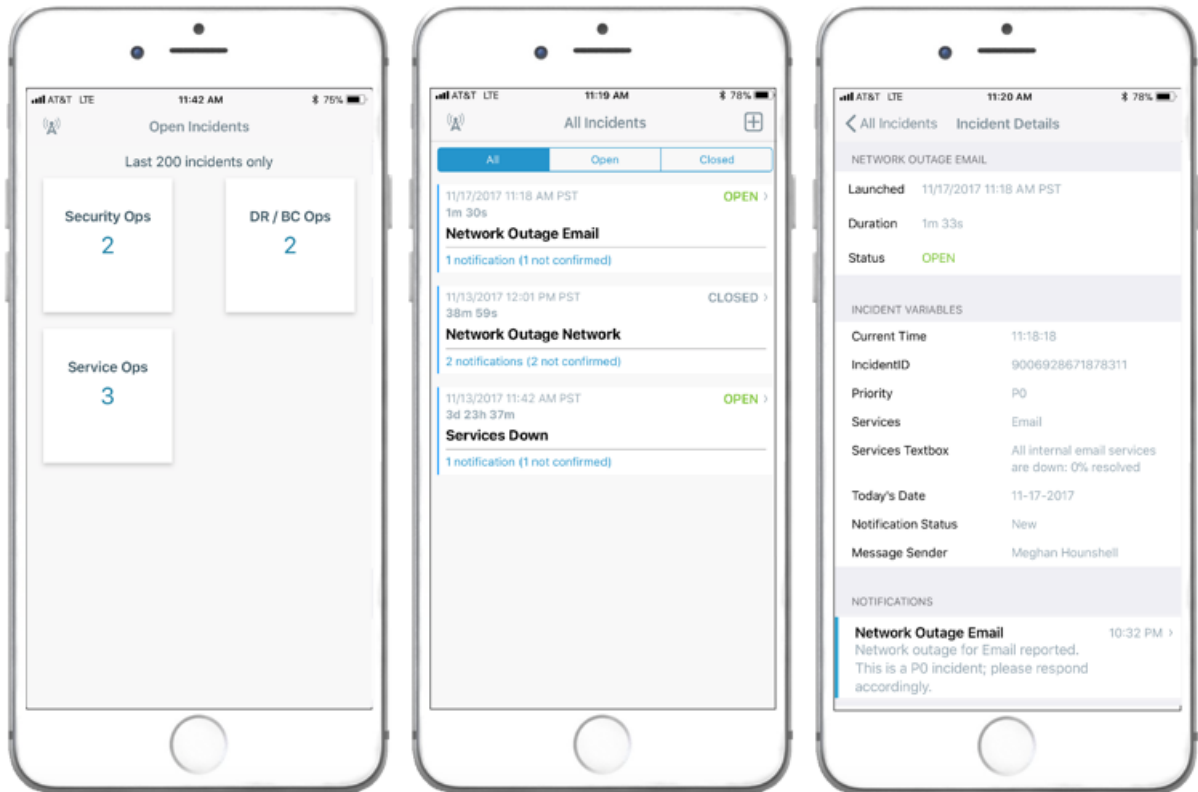 AT&T LTE 11:42 AM 75%
Open Incidents
Last 200 incidents only
Security Ops
2
DR / BC Ops
2
Service Ops
3
AT&T LTE 11:19 AM 78%
All Incidents
All Open Closed
11/17/2017 11:18 AM PST OPEN
1m 30s
Network Outage Email
1 notification (1 not confirmed)
11/13/2017 12:01 PM PST CLOSED
38m 59s
Network Outage Network
2 notifications (2 not confirmed)
11/13/2017 11:42 AM PST OPEN
3d 23h 37m
Services Down
1 notification (1 not confirmed)
AT&T LTE 11:20 AM 78%
All Incidents Incident Details
NETWORK OUTAGE EMAIL
Launched 11/17/2017 11:18 AM PST
Duration 1m 33s
Status OPEN
INCIDENT VARIABLES
Current Time 11:18:18
IncidentID 9006928671878311
Priority P0
Services Email
Services Textbox All internal email services
are down: 0% resolved
Today's Date 11-17-2017
Notification Status New
Message Sender Meghan Hounshell
NOTIFICATIONS
Network Outage Email 10:32 PM
Network outage for Email reported.
This is a P0 incident; please respond
accordingly.